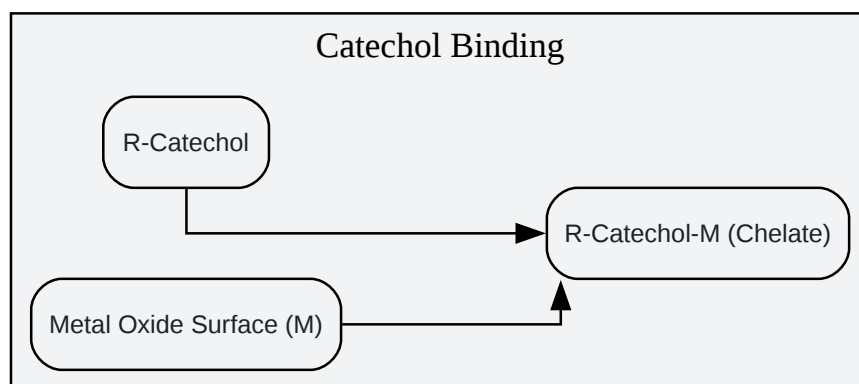 Catechol Binding
R-Catechol
R-Catechol-M (Chelate)
Metal Oxide Surface (M)